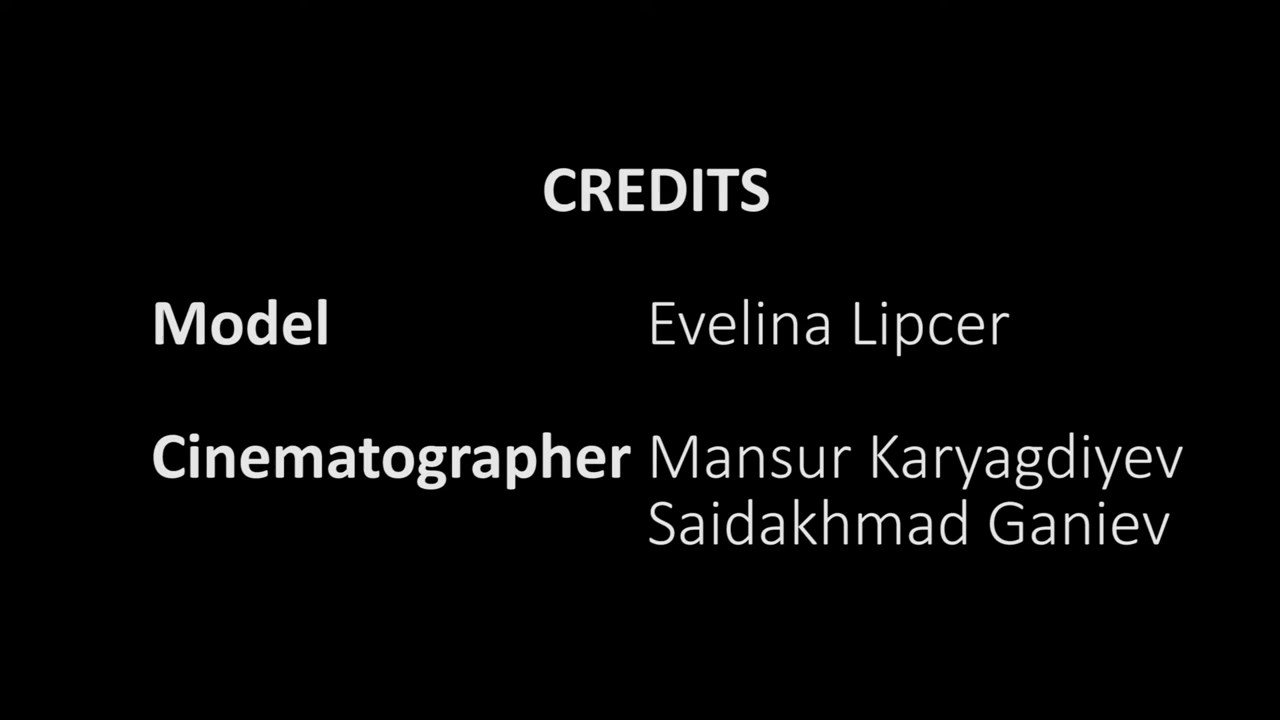 CREDITS
Model Evelina Lipcer
Cinematographer Mansur Karyagdiyev
Saidakhmad Ganiev